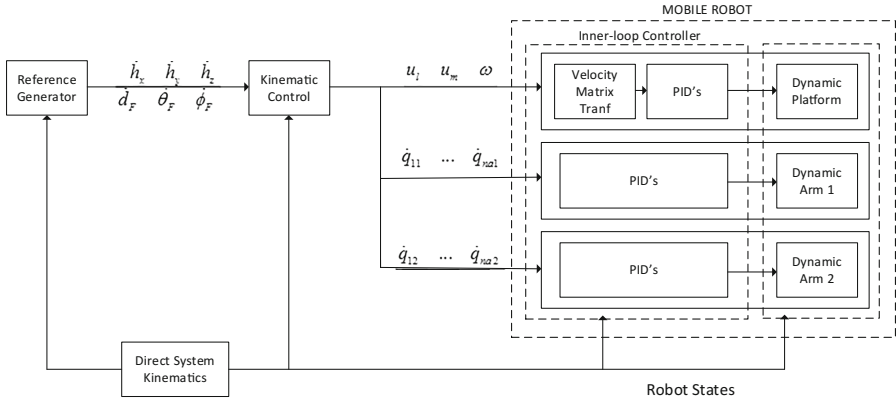 MOBILE ROBOT
Inner-loop Controller
Reference
Generator
ḣx ḣy ḣz
ḋF θ̇F ϕ̇F
Kinematic
Control
ul um ω
Velocity
Matrix
Tranf
PID's
Dynamic
Platform
q̇11 ... q̇na1
PID's
Dynamic
Arm 1
q̇12 ... q̇na2
PID's
Dynamic
Arm 2
Direct System
Kinematics
Robot States